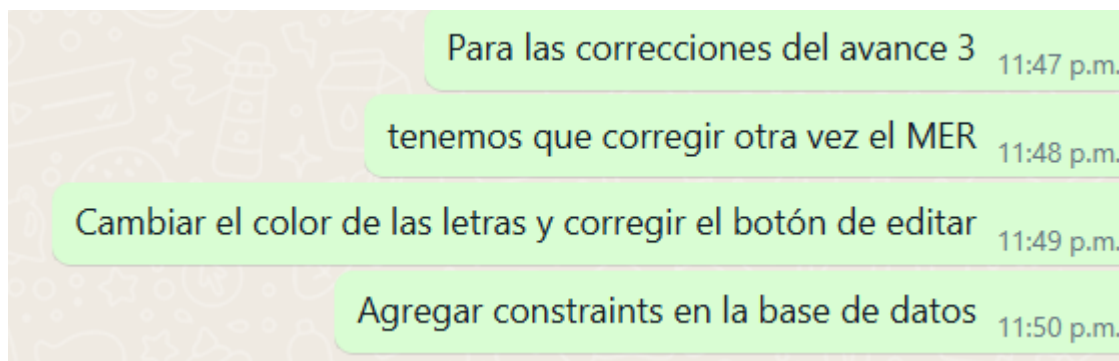 Para las correcciones del avance 3 11:47 p.m.
tenemos que corregir otra vez el MER 11:48 p.m.
Cambiar el color de las letras y corregir el botón de editar 11:49 p.m.
Agregar constraints en la base de datos 11:50 p.m.